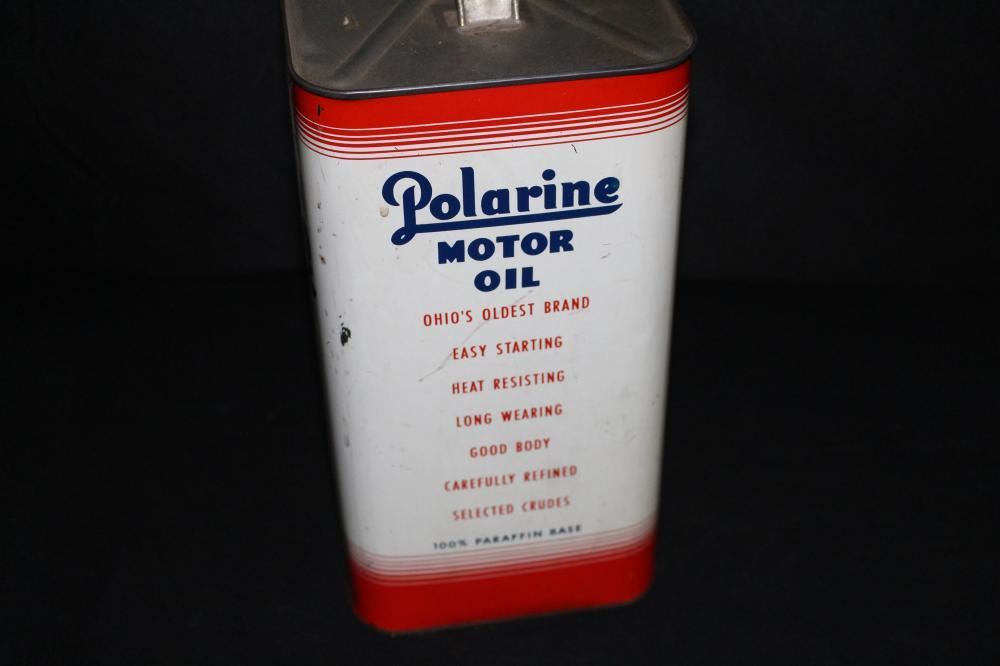 Polarine
MOTOR
OIL
OHIO'S OLDEST BRAND
EASY STARTING
HEAT RESISTING
LONG WEARING
GOOD BODY
CAREFULLY REFINED
SELECTED CRUDES
100% PARAFFIN BASE